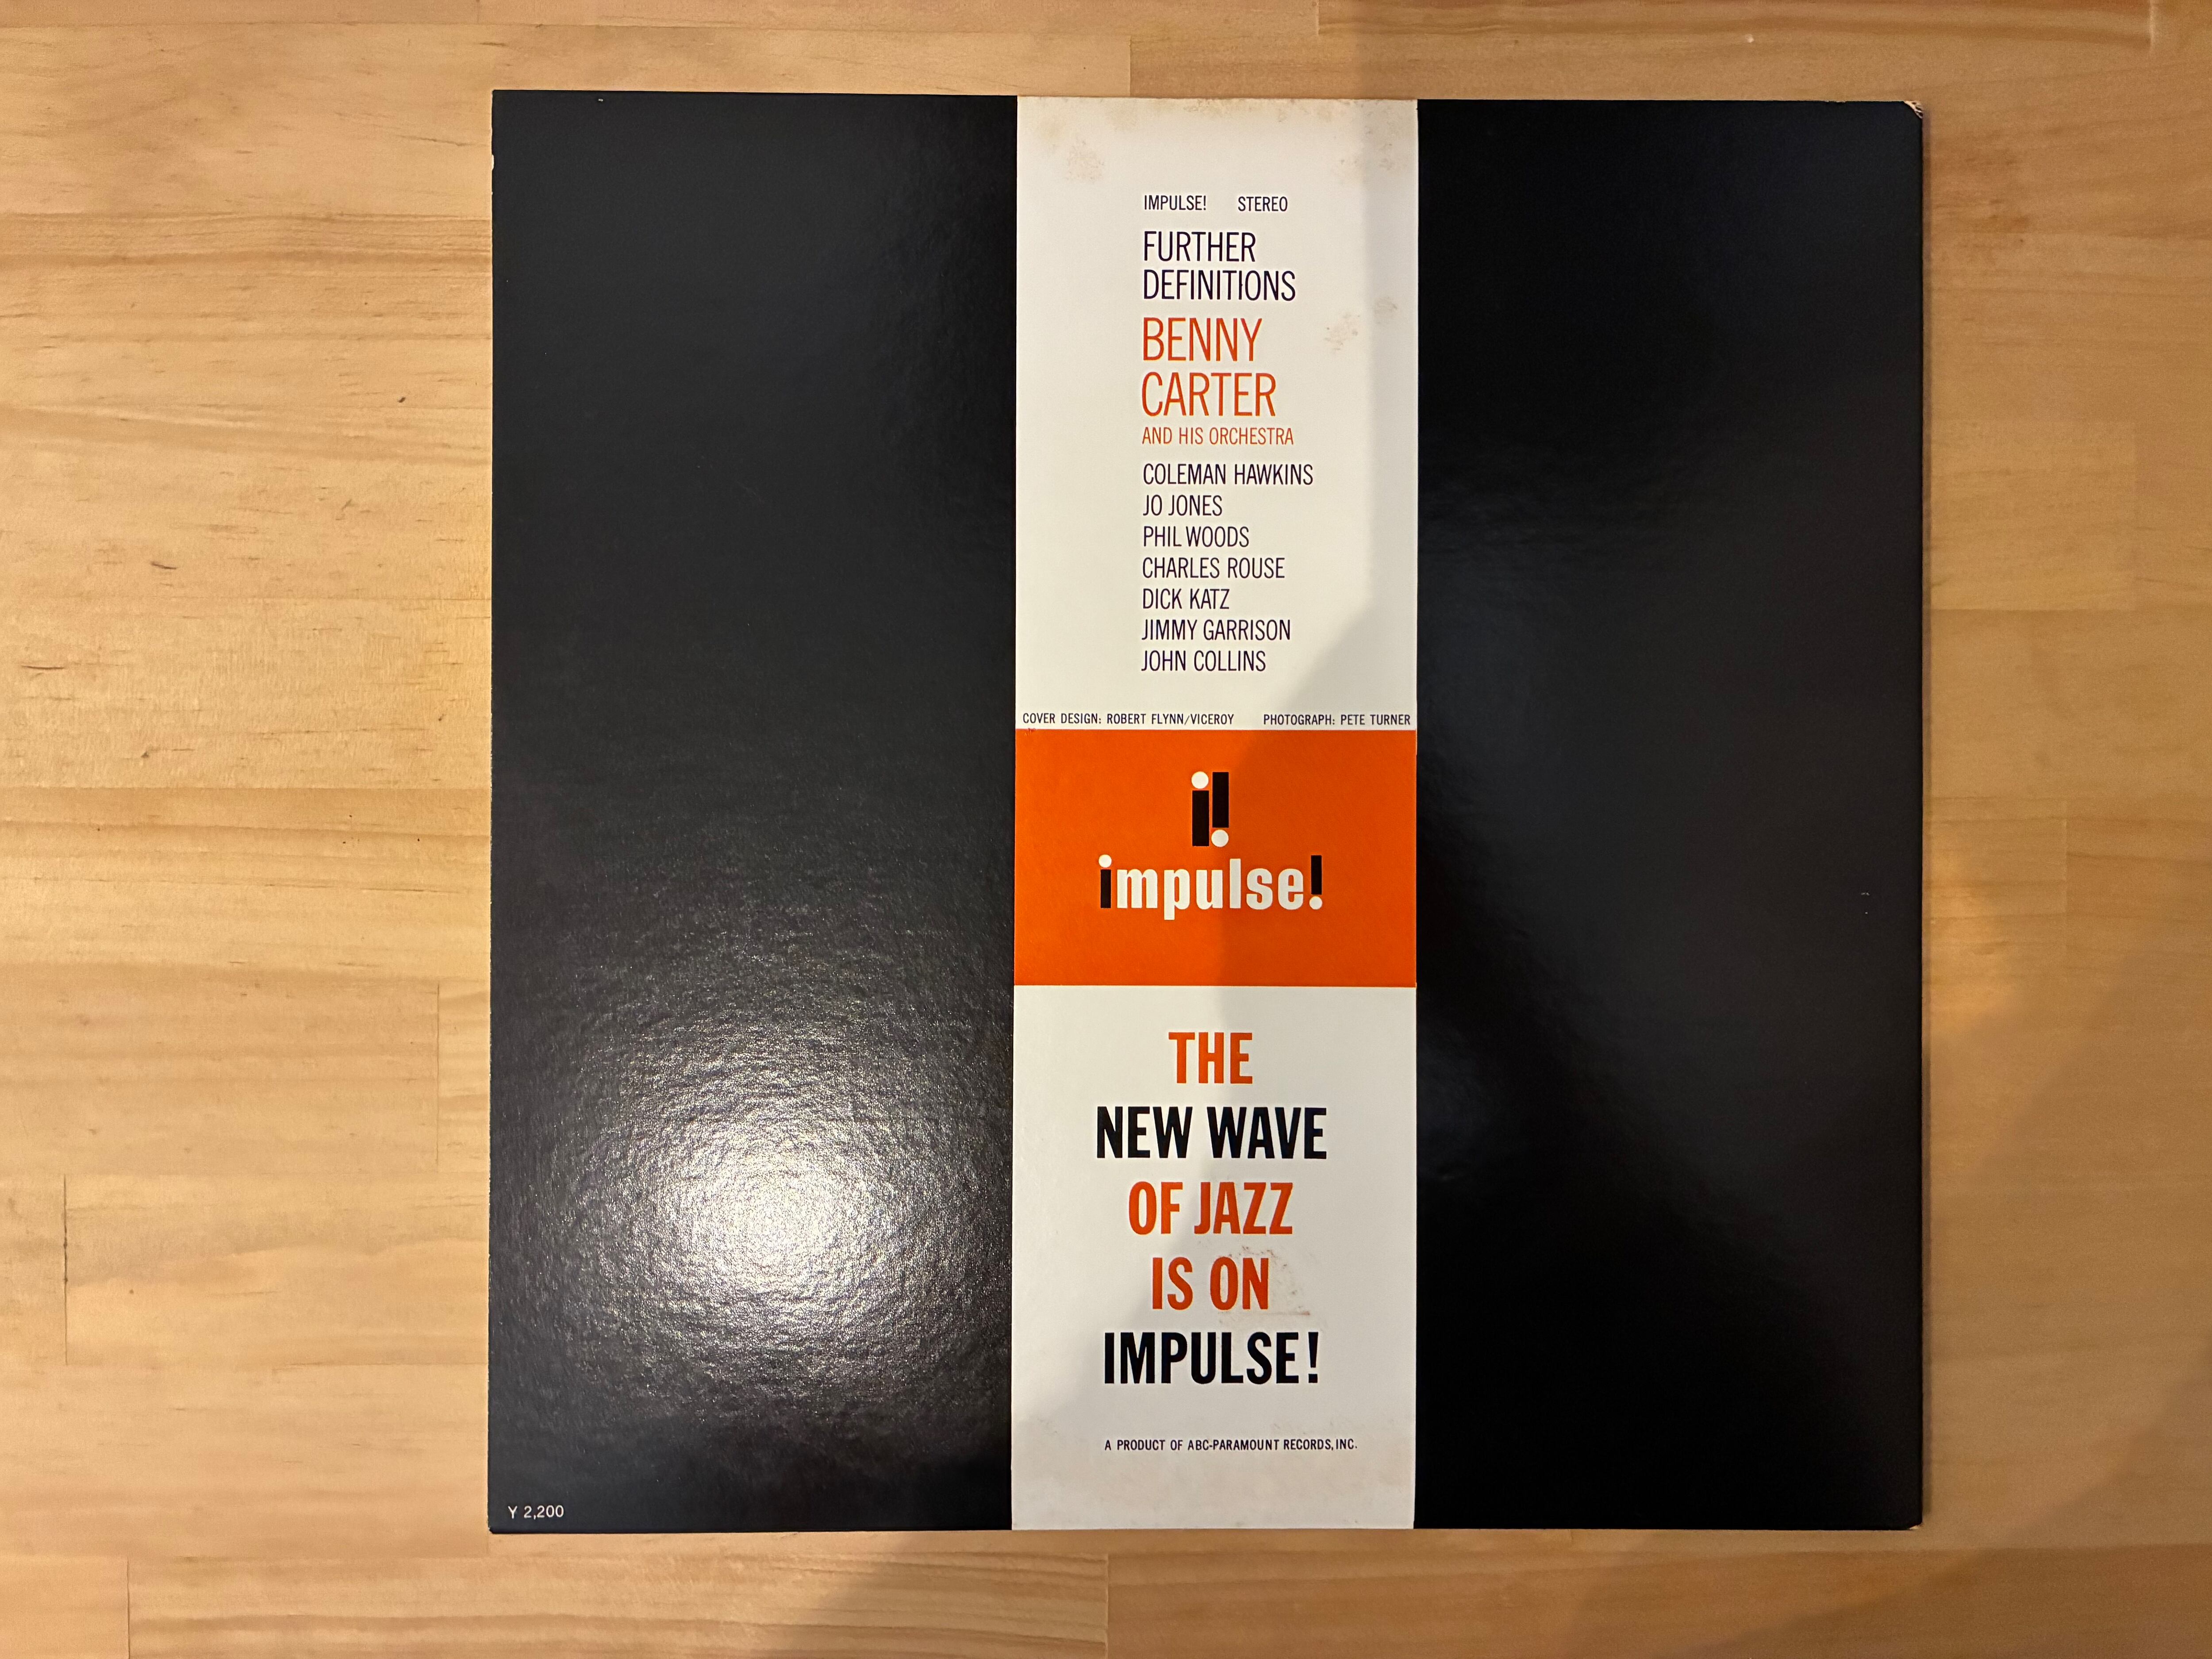 IMPULSE! STEREO
FURTHER
DEFINITIONS
BENNY
CARTER
AND HIS ORCHESTRA
COLEMAN HAWKINS
JO JONES
PHIL WOODS
CHARLES ROUSE
DICK KATZ
JIMMY GARRISON
JOHN COLLINS
COVER DESIGN: ROBERT FLYNN/VICEROY PHOTOGRAPH: PETE TURNER
i!
impulse!
THE
NEW WAVE
OF JAZZ
IS ON
IMPULSE!
A PRODUCT OF ABC-PARAMOUNT RECORDS, INC.
Y 2,200